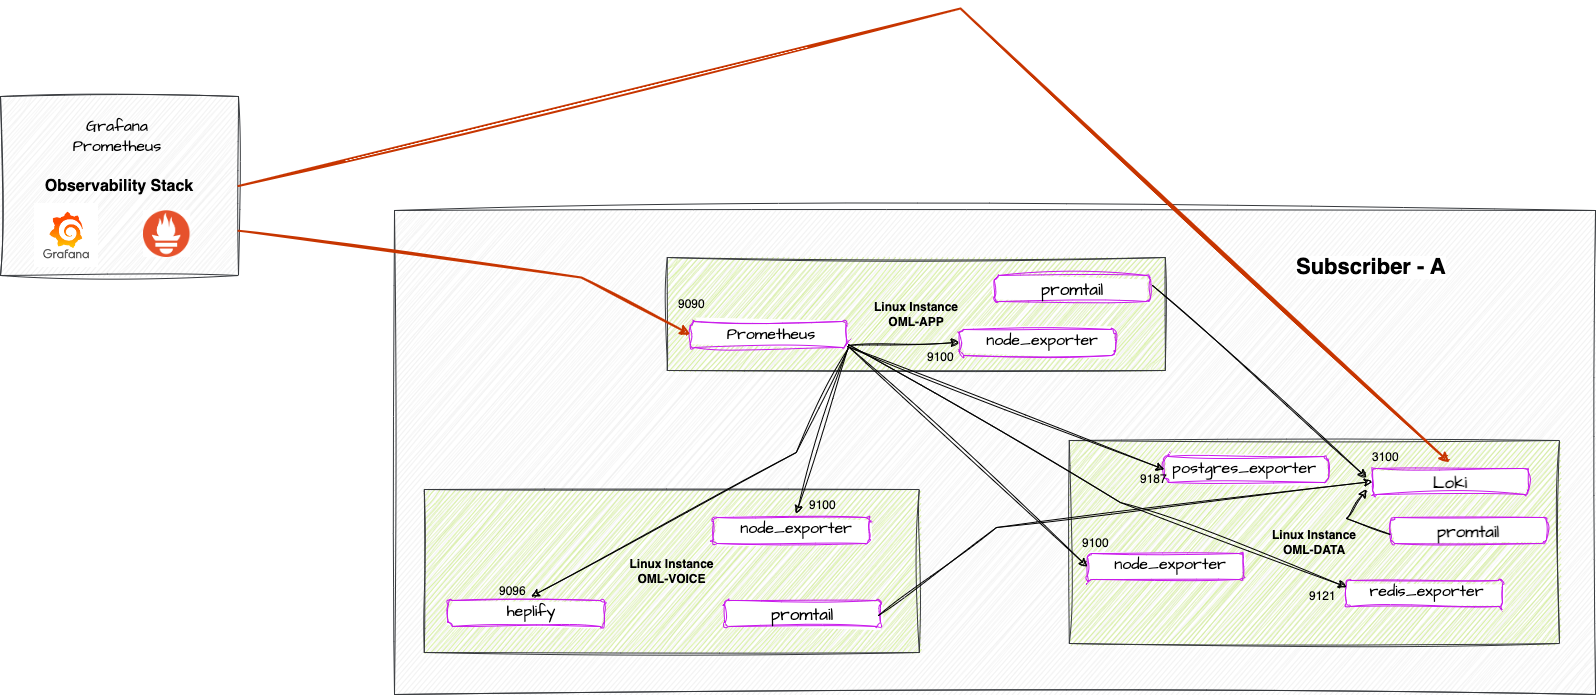 Grafana
Prometheus
Observability Stack
Grafana
Subscriber - A
9090
Prometheus
Linux Instance
OML-APP
promtail
node_exporter
9100
9100
node_exporter
Linux Instance
OML-VOICE
9096
heplify
promtail
postgres_exporter
9187
3100
Loki
promtail
Linux Instance
OML-DATA
9100
node_exporter
9121
redis_exporter